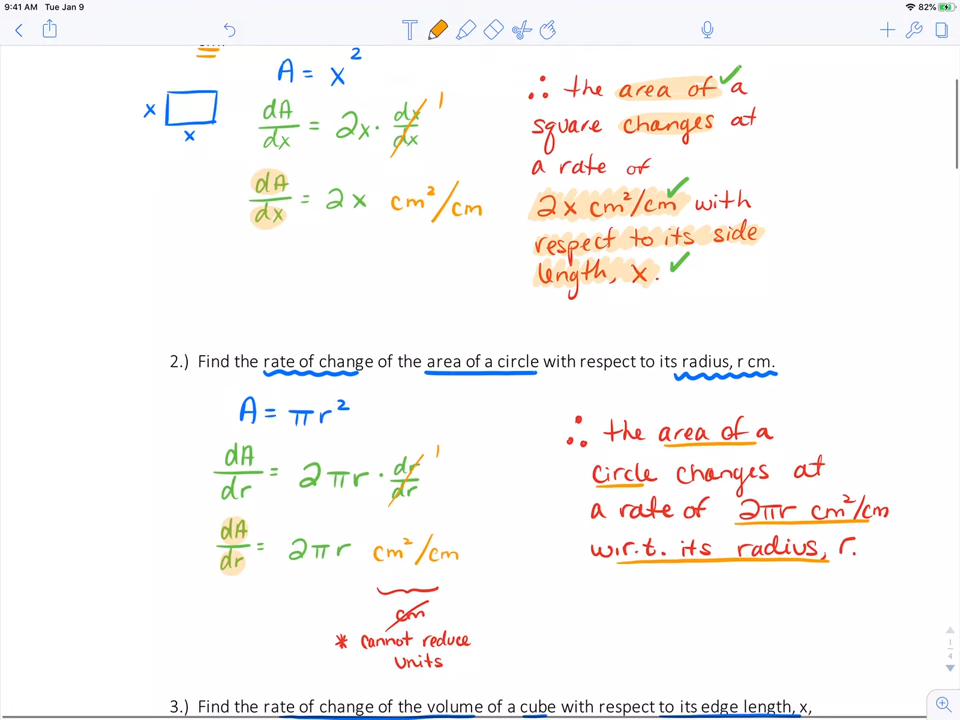 9:41 AM Tue Jan 9
82%
A = x²
x
x
dA/dx = 2x · dx/dx 1
dA/dx = 2x cm²/cm
∴ the area of ✓ a
square changes at
a rate of
2x cm²/cm ✓ with
respect to its side
length, x. ✓
2.) Find the rate of change of the area of a circle with respect to its radius, r cm.
A = πr²
dA/dr = 2πr · dr/dr 1
dA/dr = 2πr cm²/cm
cm
* cannot reduce
units
∴ the area of a
circle changes at
a rate of 2πr cm²/cm
w.r.t. its radius, r.
1
4
3.) Find the rate of change of the volume of a cube with respect to its edge length, x,